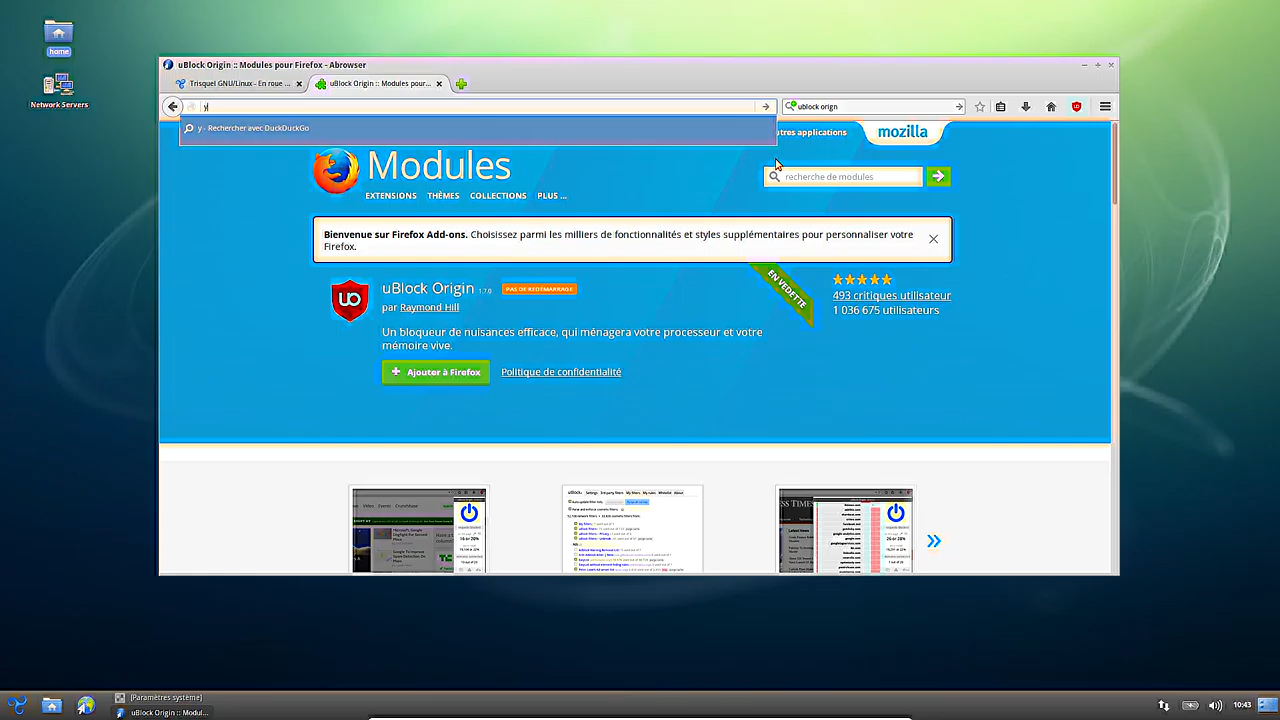 home
Network Servers
uBlock Origin :: Modules pour Firefox - Abrowser
Trisquel GNU/Linux - En roue ...
uBlock Origin :: Modules pour...
y
ublock orign
y - Rechercher avec DuckDuckGo
utres applications
mozilla
Modules
recherche de modules
EXTENSIONS THÈMES COLLECTIONS PLUS ...
Bienvenue sur Firefox Add-ons. Choisissez parmi les milliers de fonctionnalités et styles supplémentaires pour personnaliser votre
Firefox.
uBlock Origin 1.7.0 PAS DE REDÉMARRAGE
EN VEDETTE
par Raymond Hill
493 critiques utilisateur
1 036 675 utilisateurs
Un bloqueur de nuisances efficace, qui ménagera votre processeur et votre
mémoire vive.
Ajouter à Firefox
Politique de confidentialité
[Paramètres système]
uBlock Origin :: Modul...
10:43